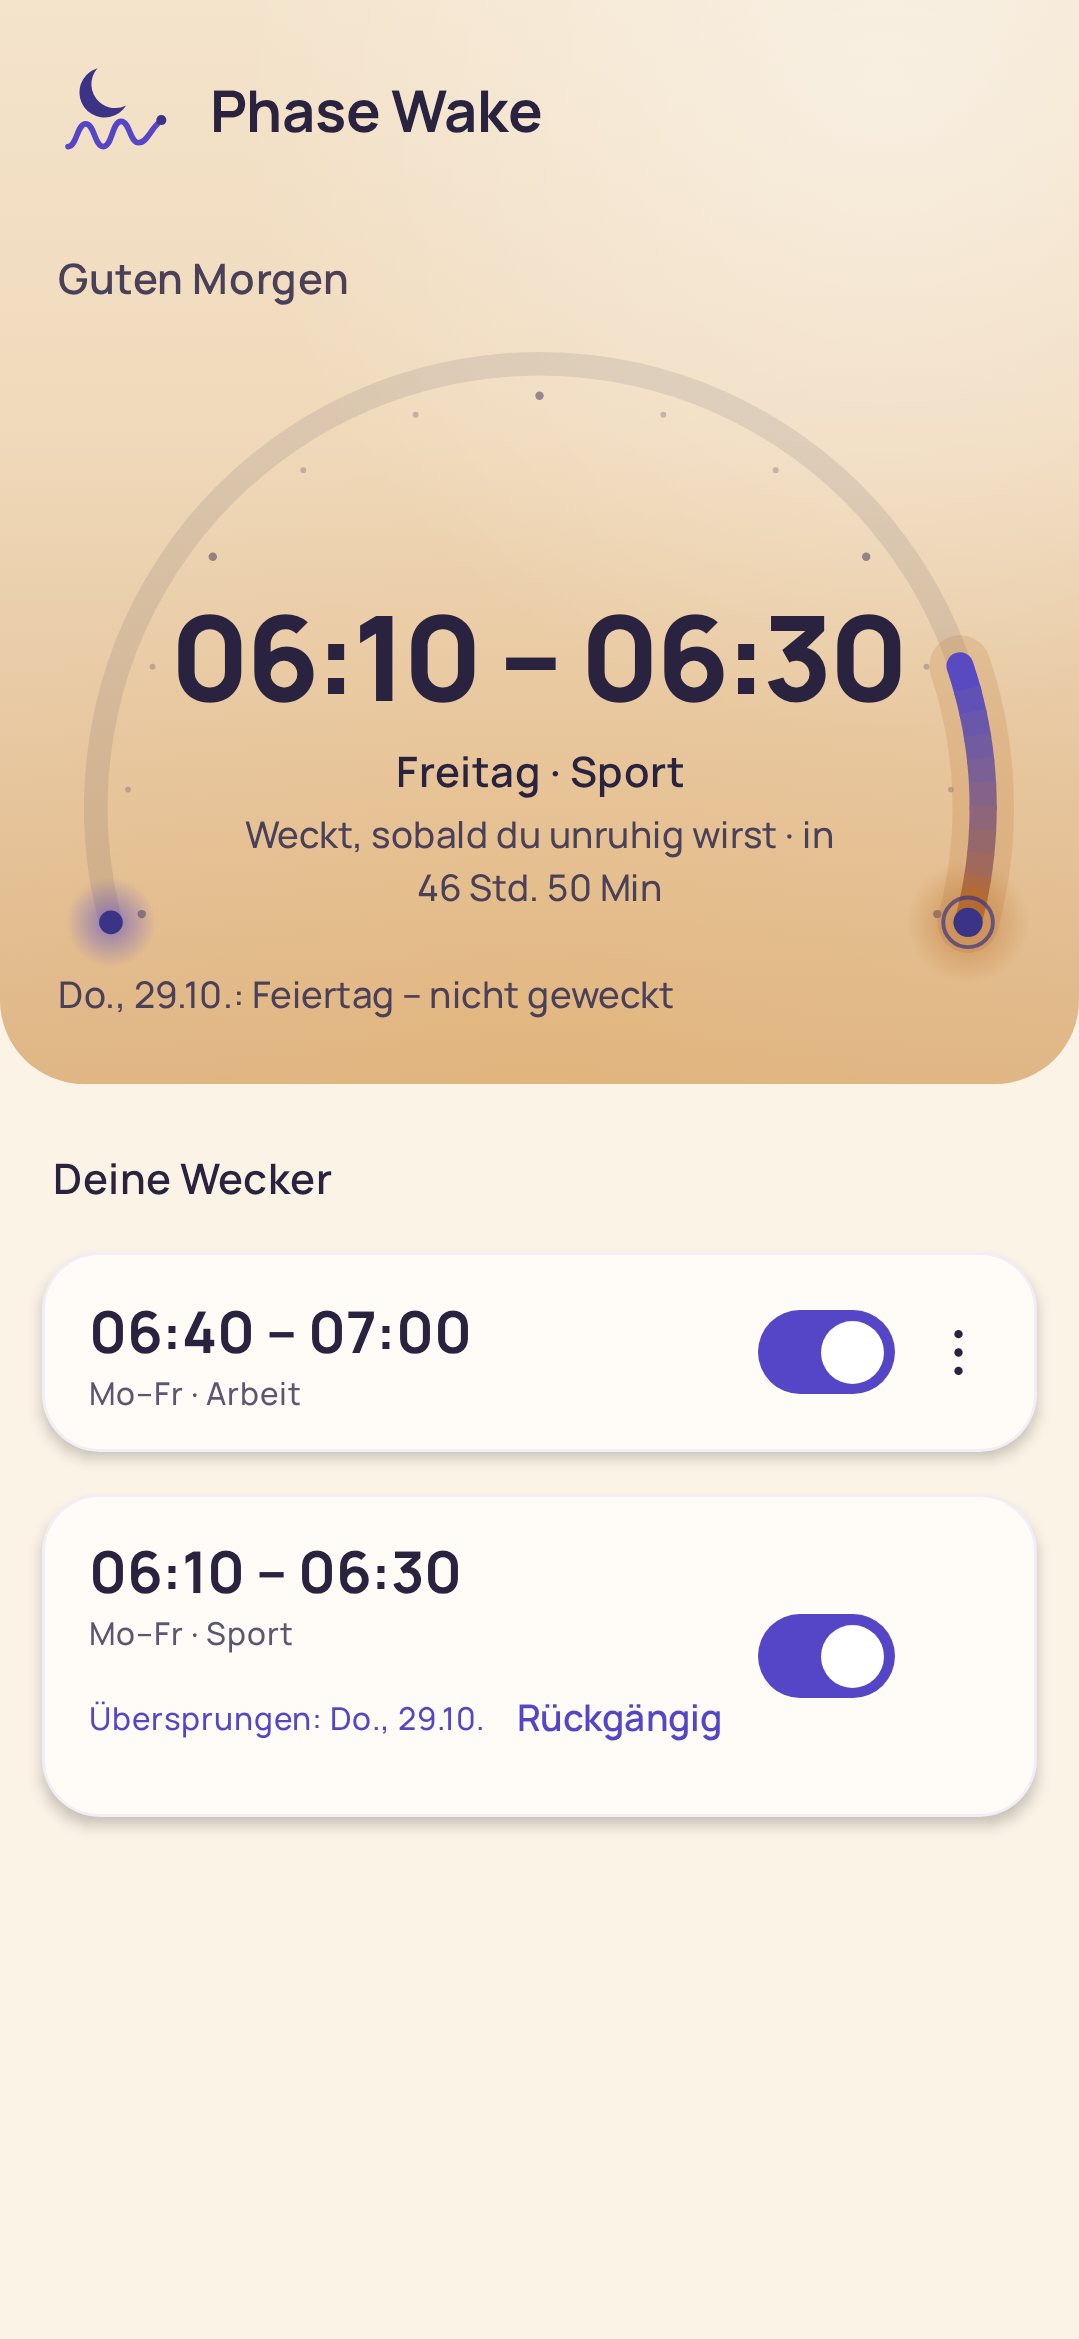 Phase Wake
Guten Morgen
06:10 – 06:30
Freitag · Sport
Weckt, sobald du unruhig wirst · in
46 Std. 50 Min
Do., 29.10.: Feiertag – nicht geweckt
Deine Wecker
06:40 – 07:00
Mo–Fr · Arbeit
06:10 – 06:30
Mo–Fr · Sport
Übersprungen: Do., 29.10. Rückgängig